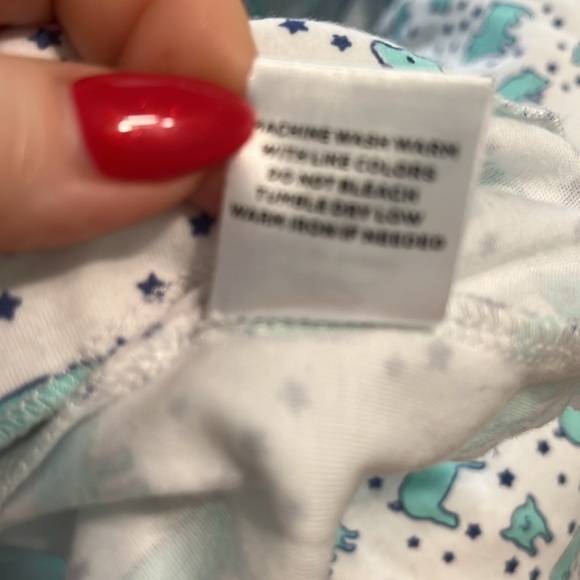 MACHINE WASH WARM
WITH LIKE COLORS
DO NOT BLEACH
TUMBLE DRY LOW
WARM IRON IF NEEDED